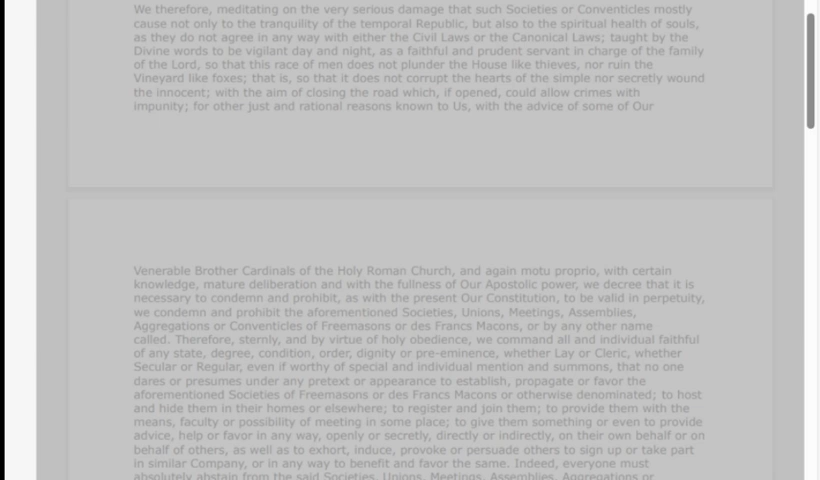 We therefore, meditating on the very serious damage that such Societies or Conventicles mostly
cause not only to the tranquility of the temporal Republic, but also to the spiritual health of souls,
as they do not agree in any way with either the Civil Laws or the Canonical Laws; taught by the
Divine words to be vigilant day and night, as a faithful and prudent servant in charge of the family
of the Lord, so that this race of men does not plunder the House like thieves, nor ruin the
Vineyard like foxes; that is, so that it does not corrupt the hearts of the simple nor secretly wound
the innocent; with the aim of closing the road which, if opened, could allow crimes with
impunity; for other just and rational reasons known to Us, with the advice of some of Our
Venerable Brother Cardinals of the Holy Roman Church, and again motu proprio, with certain
knowledge, mature deliberation and with the fullness of Our Apostolic power, we decree that it is
necessary to condemn and prohibit, as with the present Our Constitution, to be valid in perpetuity,
we condemn and prohibit the aforementioned Societies, Unions, Meetings, Assemblies,
Aggregations or Conventicles of Freemasons or des Francs Macons, or by any other name
called. Therefore, sternly, and by virtue of holy obedience, we command all and individual faithful
of any state, degree, condition, order, dignity or pre-eminence, whether Lay or Cleric, whether
Secular or Regular, even if worthy of special and individual mention and summons, that no one
dares or presumes under any pretext or appearance to establish, propagate or favor the
aforementioned Societies of Freemasons or des Francs Macons or otherwise denominated; to host
and hide them in their homes or elsewhere; to register and join them; to provide them with the
means, faculty or possibility of meeting in some place; to give them something or even to provide
advice, help or favor in any way, openly or secretly, directly or indirectly, on their own behalf or on
behalf of others, as well as to exhort, induce, provoke or persuade others to sign up or take part
in similar Company, or in any way to benefit and favor the same. Indeed, everyone must
absolutely abstain from the said Societies, Unions, Meetings, Assemblies, Aggregations or